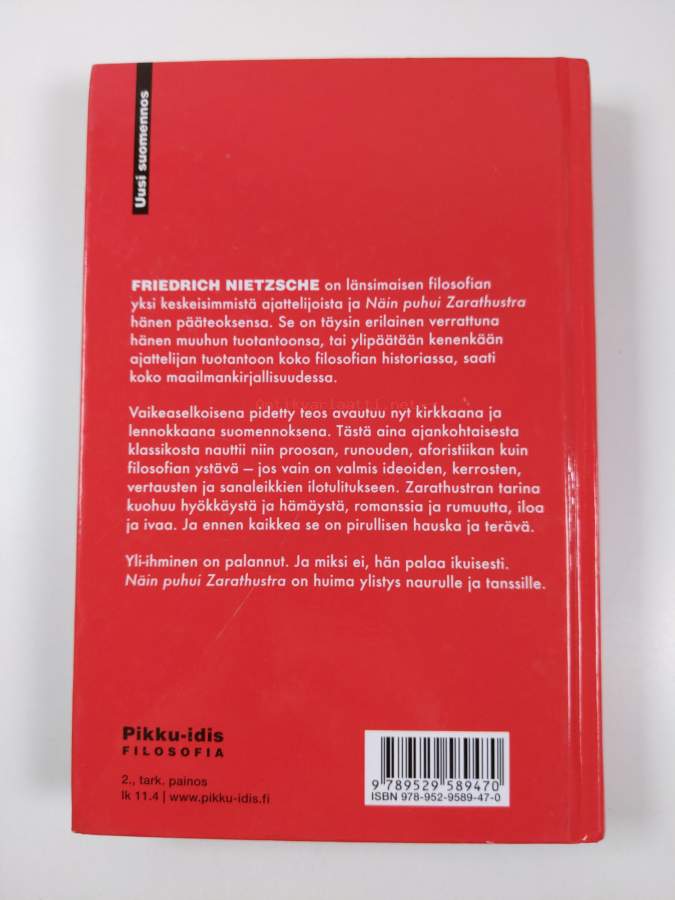 Uusi suomennos
FRIEDRICH NIETZSCHE on länsimaisen filosofian
yksi keskeisimmistä ajattelijoista ja Näin puhui Zarathustra
hänen pääteoksensa. Se on täysin erilainen verrattuna
hänen muuhun tuotantoonsa, tai ylipäätään kenenkään
ajattelijan tuotantoon koko filosofian historiassa, saati
koko maailmankirjallisuudessa.
Vaikeaselkoisena pidetty teos avautuu nyt kirkkaana ja
lennokkaana suomennoksena. Tästä aina ajankohtaisesta
klassikosta nauttii niin proosan, runouden, aforistiikan kuin
filosofian ystävä – jos vain on valmis ideoiden, kerrosten,
vertausten ja sanaleikkien ilotulitukseen. Zarathustran tarina
kuohuu hyökkäystä ja hämäystä, romanssia ja rumuutta, iloa
ja ivaa. Ja ennen kaikkea se on pirullisen hauska ja terävä.
Yli-ihminen on palannut. Ja miksi ei, hän palaa ikuisesti.
Näin puhui Zarathustra on huima ylistys naurulle ja tanssille.
Pikku-idis
FILOSOFIA
2., tark. painos
lk 11.4 | www.pikku-idis.fi
9 789529 589470
ISBN 978-952-9589-47-0